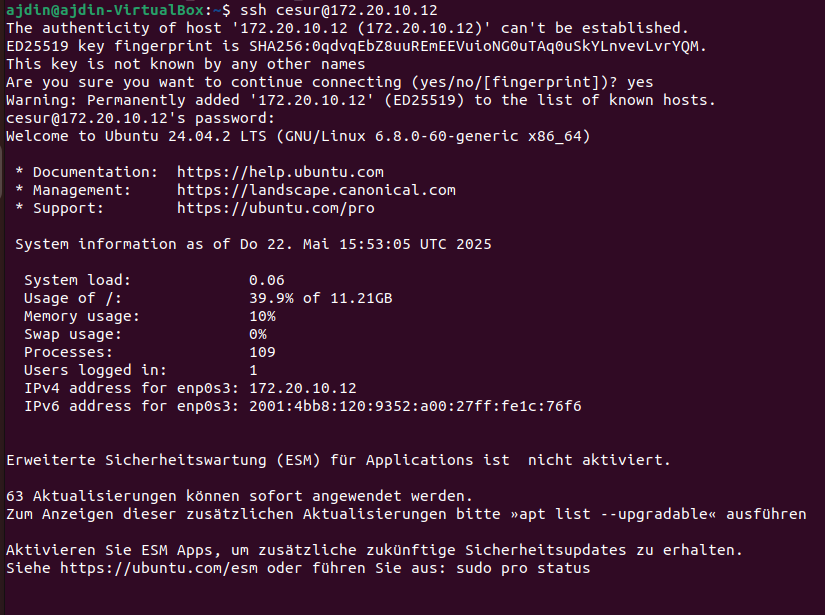 ajdin@ajdin-VirtualBox:~$ ssh cesur@172.20.10.12
The authenticity of host '172.20.10.12 (172.20.10.12)' can't be established.
ED25519 key fingerprint is SHA256:0qdvqEbZ8uuREmEEVuioNG0uTAq0uSkYLnvevLvrYQM.
This key is not known by any other names
Are you sure you want to continue connecting (yes/no/[fingerprint])? yes
Warning: Permanently added '172.20.10.12' (ED25519) to the list of known hosts.
cesur@172.20.10.12's password:
Welcome to Ubuntu 24.04.2 LTS (GNU/Linux 6.8.0-60-generic x86_64)
* Documentation:  https://help.ubuntu.com
* Management:     https://landscape.canonical.com
* Support:        https://ubuntu.com/pro
System information as of Do 22. Mai 15:53:05 UTC 2025
System load:             0.06
Usage of /:              39.9% of 11.21GB
Memory usage:            10%
Swap usage:              0%
Processes:               109
Users logged in:         1
IPv4 address for enp0s3: 172.20.10.12
IPv6 address for enp0s3: 2001:4bb8:120:9352:a00:27ff:fe1c:76f6
Erweiterte Sicherheitswartung (ESM) für Applications ist  nicht aktiviert.
63 Aktualisierungen können sofort angewendet werden.
Zum Anzeigen dieser zusätzlichen Aktualisierungen bitte »apt list --upgradable« ausführen
Aktivieren Sie ESM Apps, um zusätzliche zukünftige Sicherheitsupdates zu erhalten.
Siehe https://ubuntu.com/esm oder führen Sie aus: sudo pro status